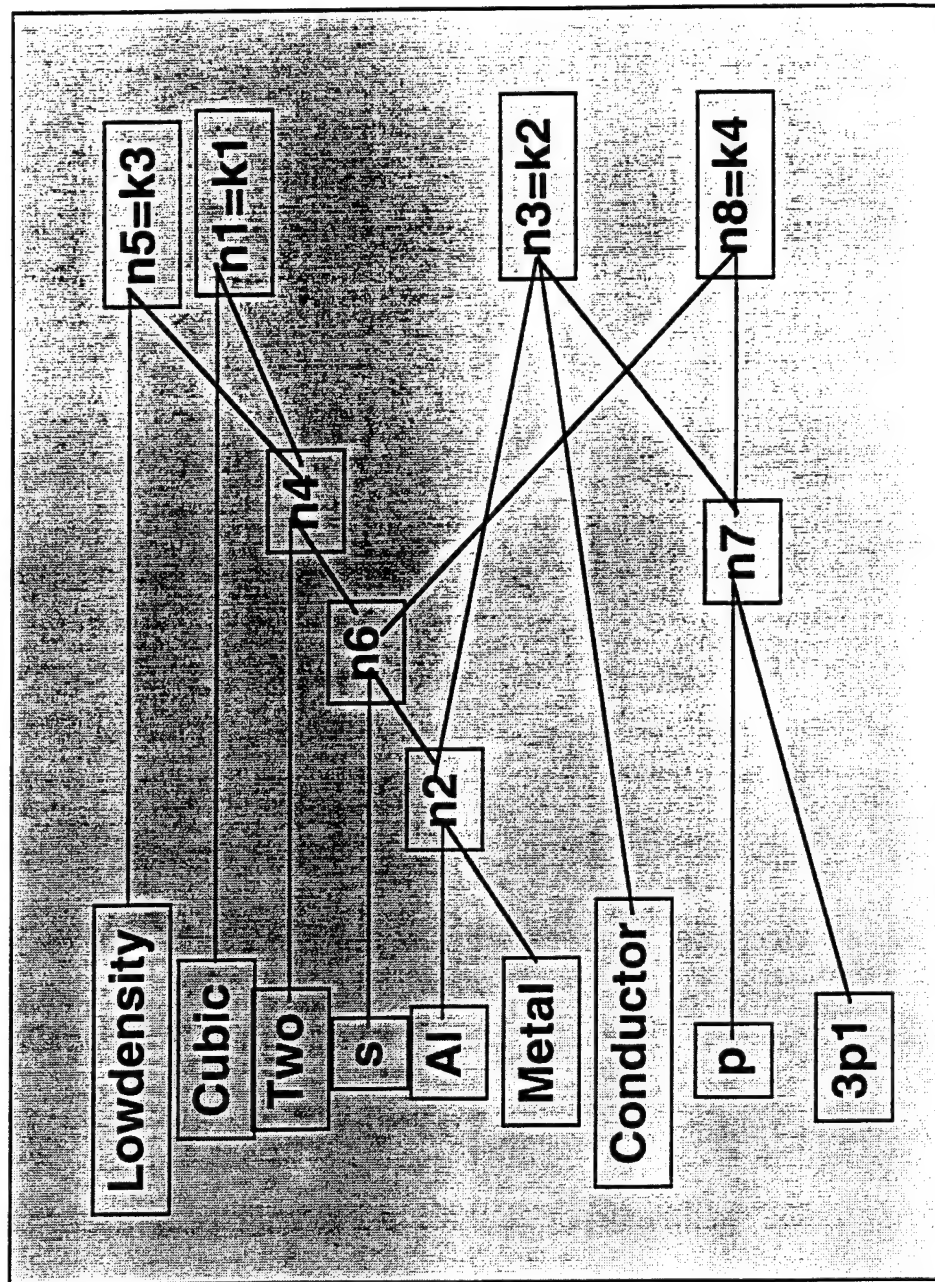 Lowdensity
Cubic
Two
s
Al
Metal
Conductor
p
3p1
n2
n6
n4
n7
n5=k3
n1=k1
n3=k2
n8=k4